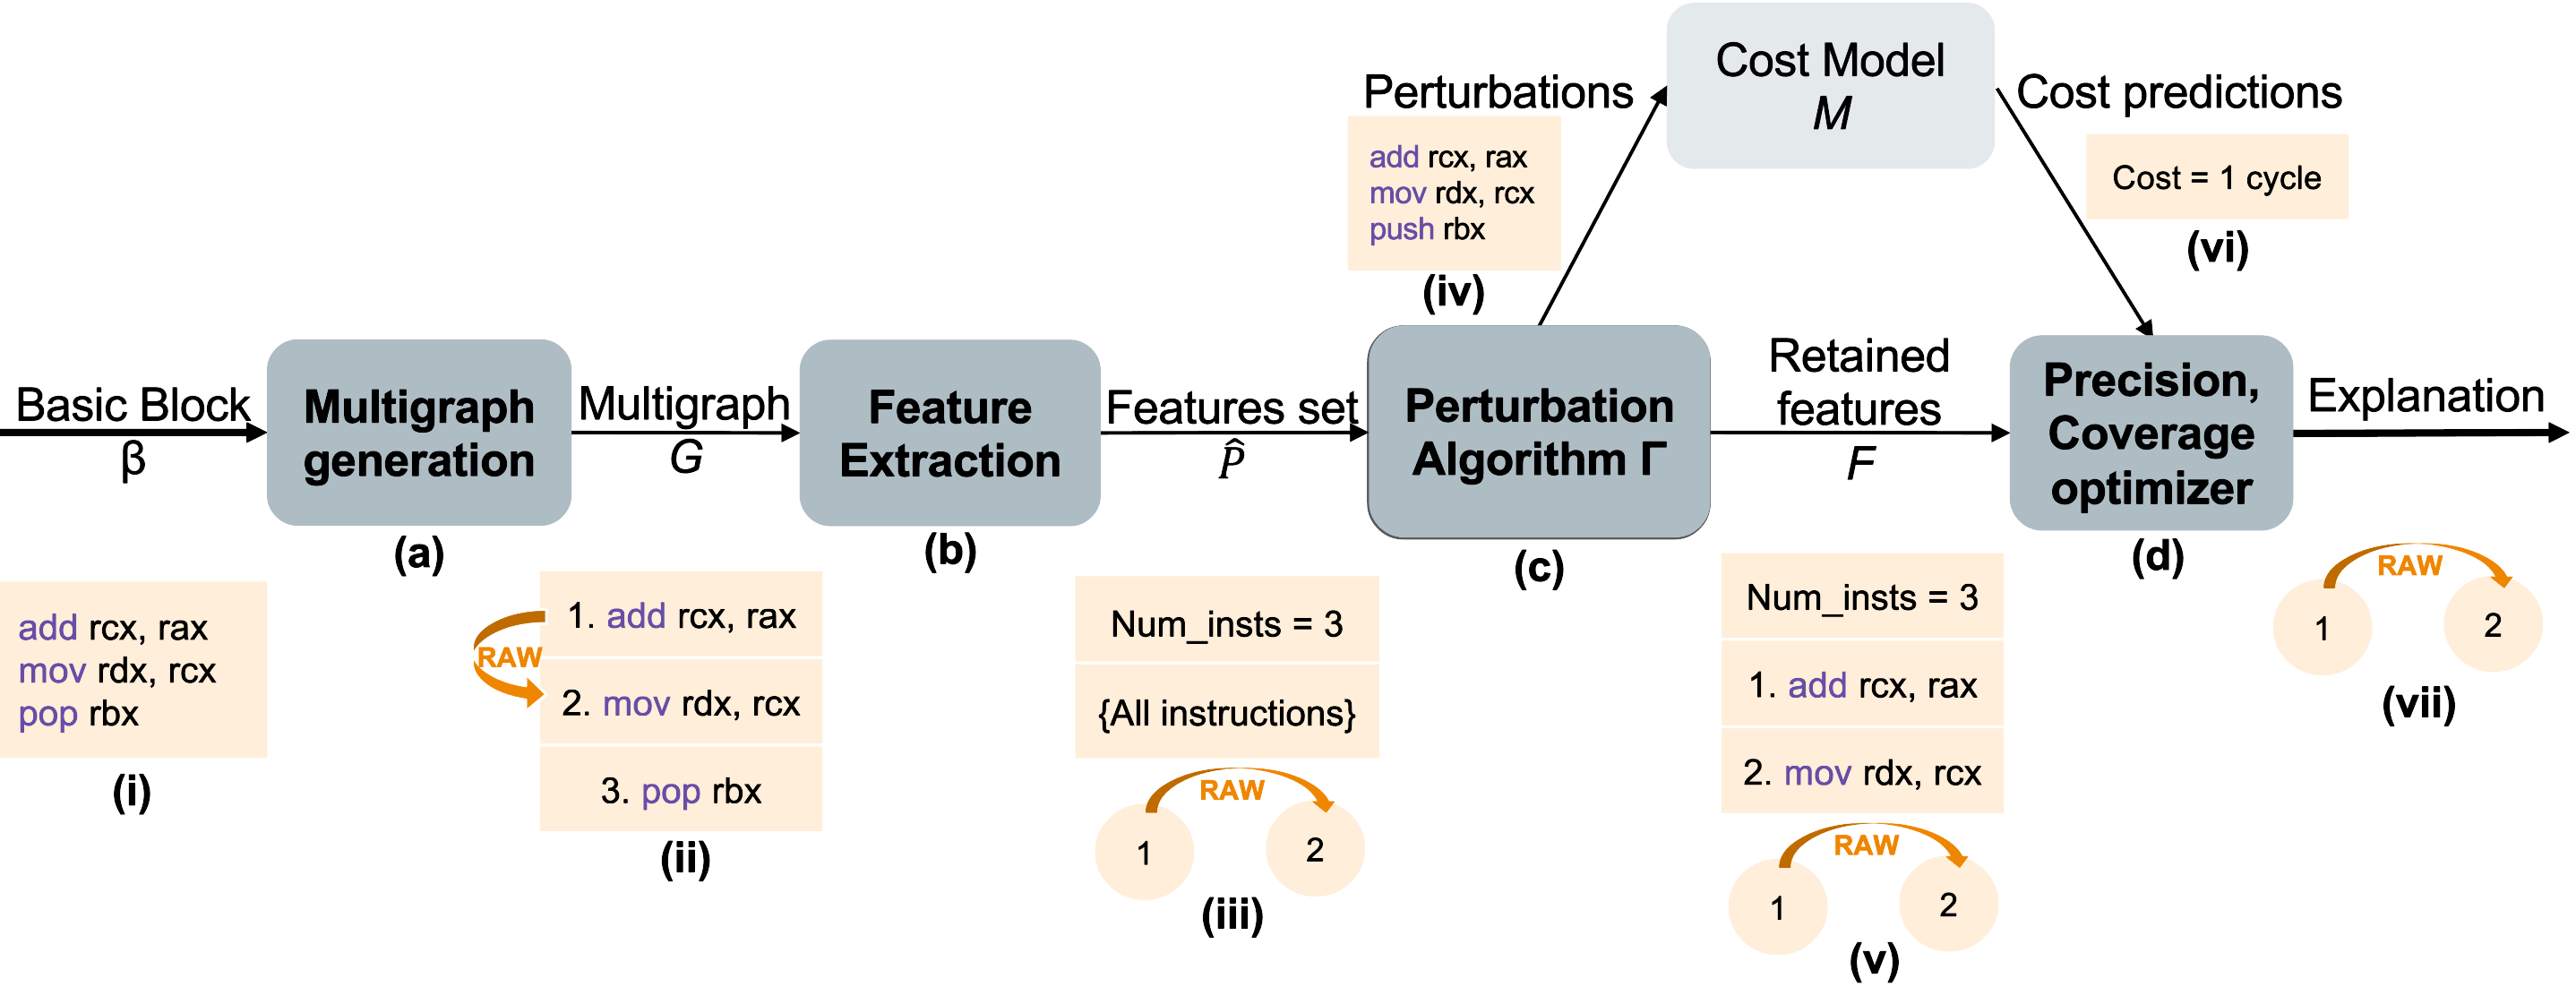 Basic Block
β
add rcx, rax
mov rdx, rcx
pop rbx
(i)
Multigraph
generation
(a)
Multigraph
G
1. add rcx, rax
RAW
2. mov rdx, rcx
3. pop rbx
(ii)
Feature
Extraction
(b)
Features set
P̂
Num_insts = 3
{All instructions}
RAW
1
2
(iii)
Perturbation
Algorithm Γ
(c)
Perturbations
add rcx, rax
mov rdx, rcx
push rbx
(iv)
Cost Model
M
Cost predictions
Cost = 1 cycle
(vi)
Retained
features
F
Num_insts = 3
1. add rcx, rax
2. mov rdx, rcx
RAW
1
2
(v)
Precision,
Coverage
optimizer
(d)
Explanation
RAW
1
2
(vii)